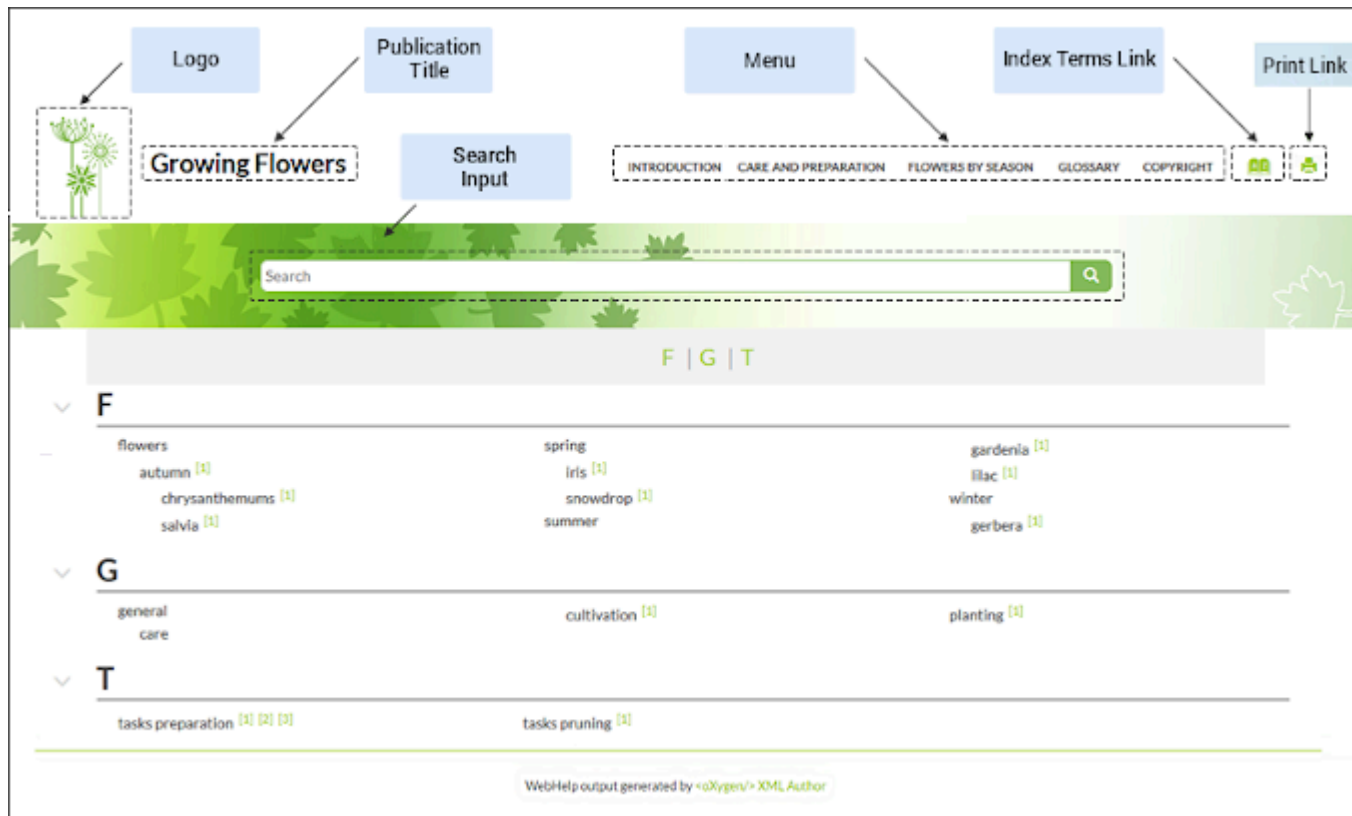 Logo
Publication
Title
Menu
Index Terms Link
Print Link
Growing Flowers
Search
Input
INTRODUCTION CARE AND PREPARATION FLOWERS BY SEASON GLOSSARY COPYRIGHT
Search
F | G | T
F
flowers
autumn [1]
chrysanthemums [1]
salvia [1]
spring
iris [1]
snowdrop [1]
summer
gardenia [1]
lilac [1]
winter
gerbera [1]
G
general
care
cultivation [1]
planting [1]
T
tasks preparation [1] [2] [3]
tasks pruning [1]
WebHelp output generated by <oXygen/> XML Author